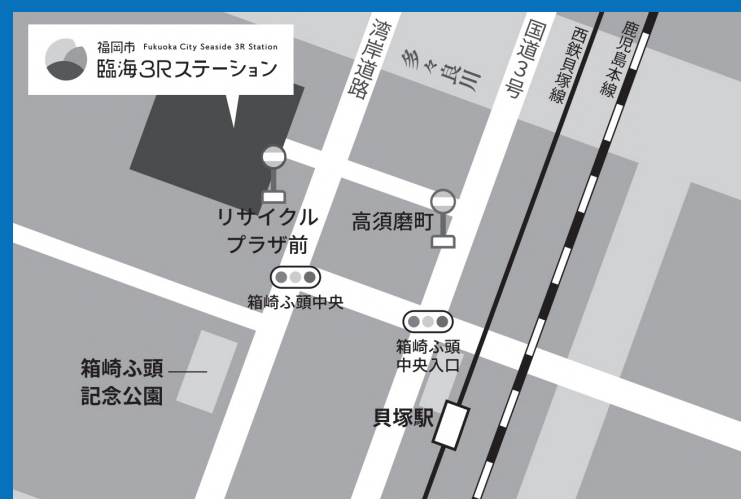 福岡市 Fukuoka City Seaside 3R Station
臨海3Rステーション
湾岸道路
多々良川
国道3号
西鉄貝塚線
鹿児島本線
リサイクル
プラザ前
高須磨町
箱崎ふ頭中央
箱崎ふ頭
中央入口
箱崎ふ頭
記念公園
貝塚駅